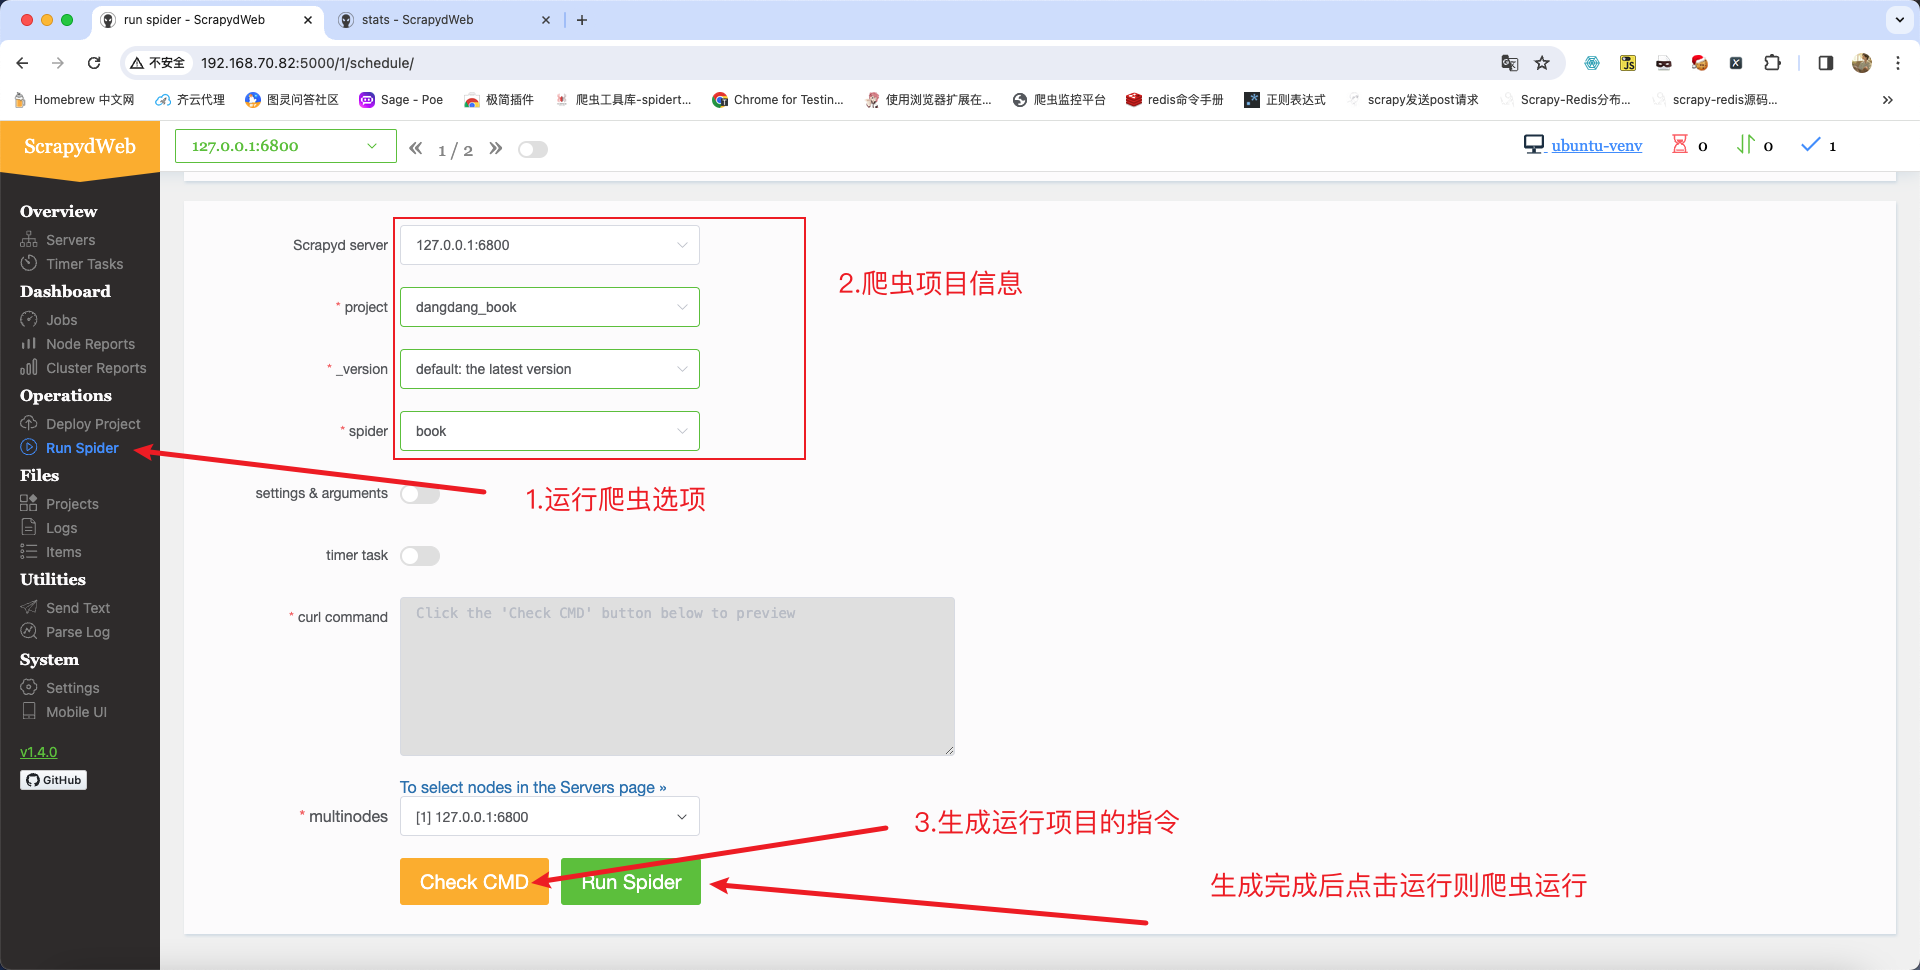 run spider - ScrapydWeb
stats - ScrapydWeb
不安全
192.168.70.82:5000/1/schedule/
Homebrew 中文网
齐云代理
图灵问答社区
Sage - Poe
极简插件
爬虫工具库-spidert...
Chrome for Testin...
使用浏览器扩展在...
爬虫监控平台
redis命令手册
正则表达式
scrapy发送post请求
Scrapy-Redis分布...
scrapy-redis源码...
ScrapydWeb
127.0.0.1:6800
1 / 2
ubuntu-venv
0
0
1
Overview
Servers
Timer Tasks
Dashboard
Jobs
Node Reports
Cluster Reports
Operations
Deploy Project
Run Spider
Files
Projects
Logs
Items
Utilities
Send Text
Parse Log
System
Settings
Mobile UI
v1.4.0
GitHub
Scrapyd server
127.0.0.1:6800
2.爬虫项目信息
* project
dangdang_book
* _version
default: the latest version
* spider
book
settings & arguments
1.运行爬虫选项
timer task
* curl command
Click the 'Check CMD' button below to preview
To select nodes in the Servers page »
* multinodes
[1] 127.0.0.1:6800
3.生成运行项目的指令
Check CMD
Run Spider
生成完成后点击运行则爬虫运行